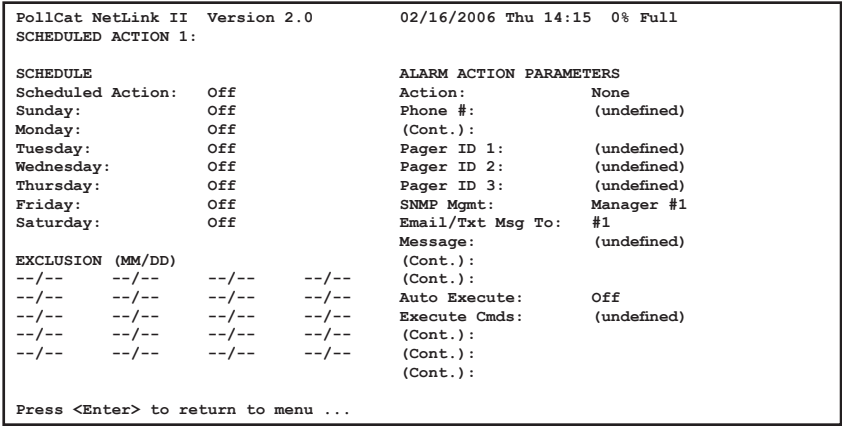 PollCat NetLink II  Version 2.0         02/16/2006 Thu 14:15  0% Full
SCHEDULED ACTION 1:

SCHEDULE                                ALARM ACTION PARAMETERS
Scheduled Action:   Off                 Action:             None
Sunday:             Off                 Phone #:            (undefined)
Monday:             Off                 (Cont.):
Tuesday:            Off                 Pager ID 1:         (undefined)
Wednesday:          Off                 Pager ID 2:         (undefined)
Thursday:           Off                 Pager ID 3:         (undefined)
Friday:             Off                 SNMP Mgmt:          Manager #1
Saturday:           Off                 Email/Txt Msg To:   #1
                                        Message:            (undefined)
EXCLUSION (MM/DD)                       (Cont.):
--/--     --/--     --/--     --/--     (Cont.):
--/--     --/--     --/--     --/--     Auto Execute:       Off
--/--     --/--     --/--     --/--     Execute Cmds:       (undefined)
--/--     --/--     --/--     --/--     (Cont.):
--/--     --/--     --/--     --/--     (Cont.):
                                        (Cont.):

Press <Enter> to return to menu ...